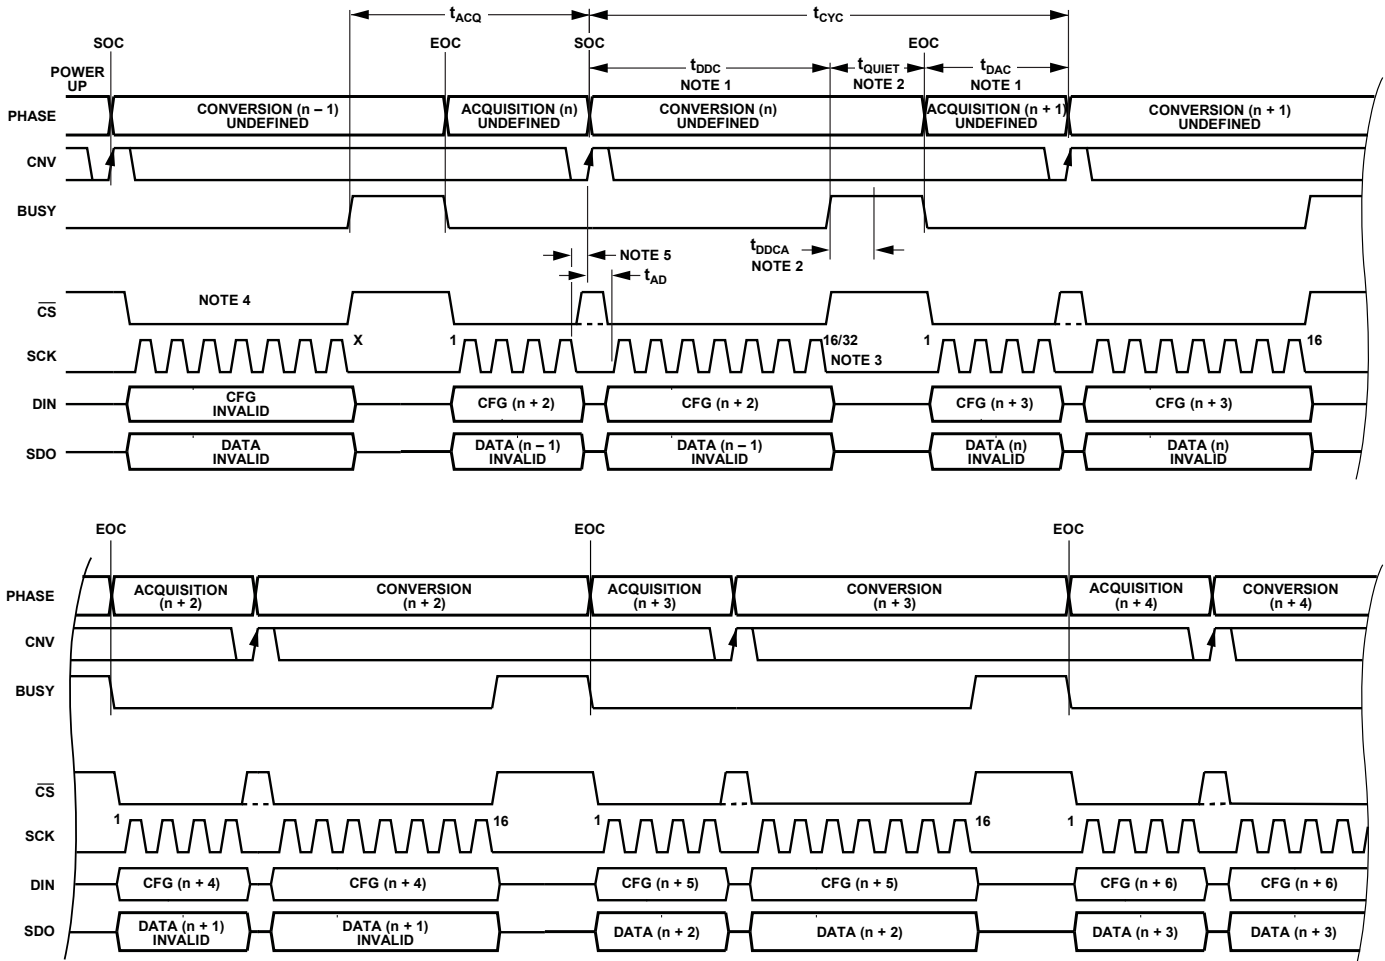 tACQ
tCYC
SOC
EOC
SOC
EOC
POWER
UP
tDDC
NOTE 1
tQUIET
NOTE 2
tDAC
NOTE 1
PHASE
CONVERSION (n – 1)
UNDEFINED
ACQUISITION (n)
UNDEFINED
CONVERSION (n)
UNDEFINED
ACQUISITION (n + 1)
UNDEFINED
CONVERSION (n + 1)
UNDEFINED
CNV
BUSY
NOTE 5
tAD
tDDCA
NOTE 2
CS
NOTE 4
SCK
X
1
16/32
NOTE 3
1
16
DIN
CFG
INVALID
CFG (n + 2)
CFG (n + 2)
CFG (n + 3)
CFG (n + 3)
SDO
DATA
INVALID
DATA (n – 1)
INVALID
DATA (n – 1)
INVALID
DATA (n)
INVALID
DATA (n)
INVALID
EOC
EOC
EOC
PHASE
ACQUISITION
(n + 2)
CONVERSION
(n + 2)
ACQUISITION
(n + 3)
CONVERSION
(n + 3)
ACQUISITION
(n + 4)
CONVERSION
(n + 4)
CNV
BUSY
CS
SCK
1
16
1
16
1
DIN
CFG (n + 4)
CFG (n + 4)
CFG (n + 5)
CFG (n + 5)
CFG (n + 6)
CFG (n + 6)
SDO
DATA (n + 1)
INVALID
DATA (n + 1)
INVALID
DATA (n + 2)
DATA (n + 2)
DATA (n + 3)
DATA (n + 3)